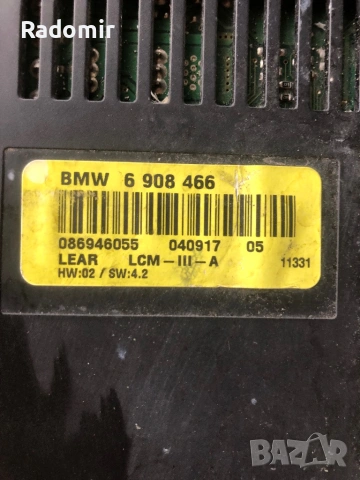 Radomir
BMW 6 908 466
086946055 040917 05
LEAR LCM-III-A 11331
HW:02 / SW:4.2
BAZAR